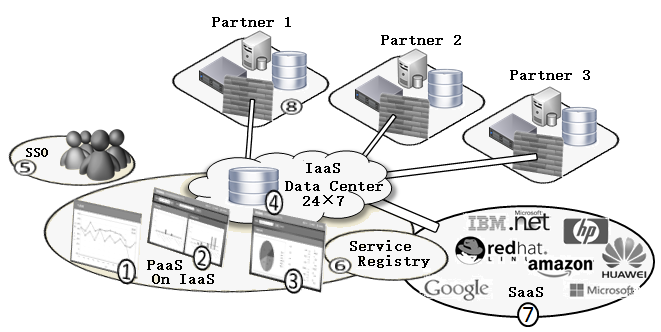 Partner 1
Partner 2
Partner 3
⑧
SSO
⑤
IaaS
Data Center
24×7
④
①
②
③
PaaS
On IaaS
⑥
Service
Registry
IBM
Microsoft
.net
hp
redhat.
LINUX
amazon
HUAWEI
Google
SaaS
Microsoft
⑦